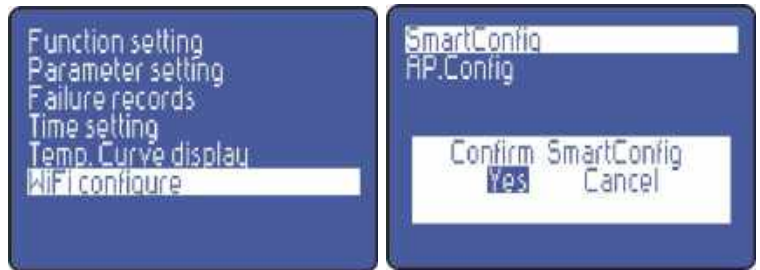 Function setting
Parameter setting
Failure records
Time setting
Temp. Curve display
WiFi configure
SmartConfig
AP.Config
Confirm SmartConfig
Yes Cancel